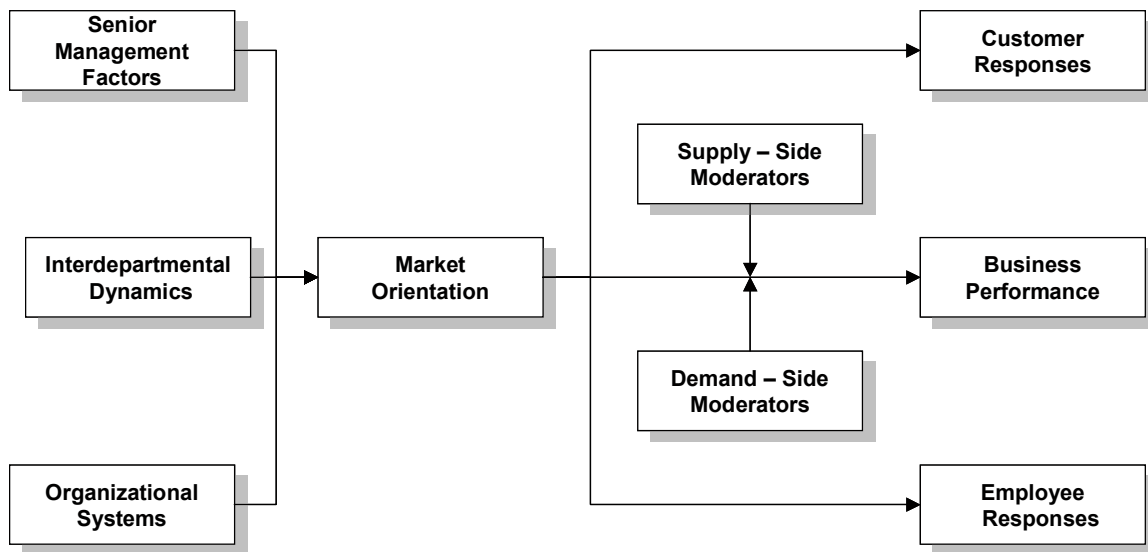 Senior
Management
Factors
Customer
Responses
Supply – Side
Moderators
Interdepartmental
Dynamics
Market
Orientation
Business
Performance
Demand – Side
Moderators
Organizational
Systems
Employee
Responses